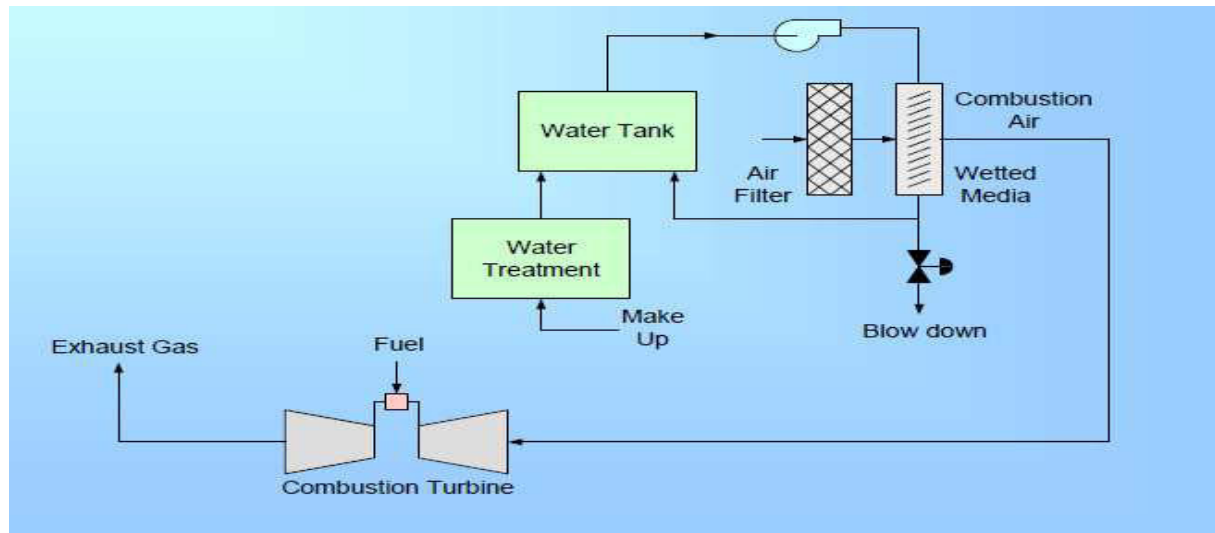 Water Tank
Air
Filter
Combustion
Air
Wetted
Media
Water
Treatment
Make
Up
Blow down
Exhaust Gas
Fuel
Combustion Turbine